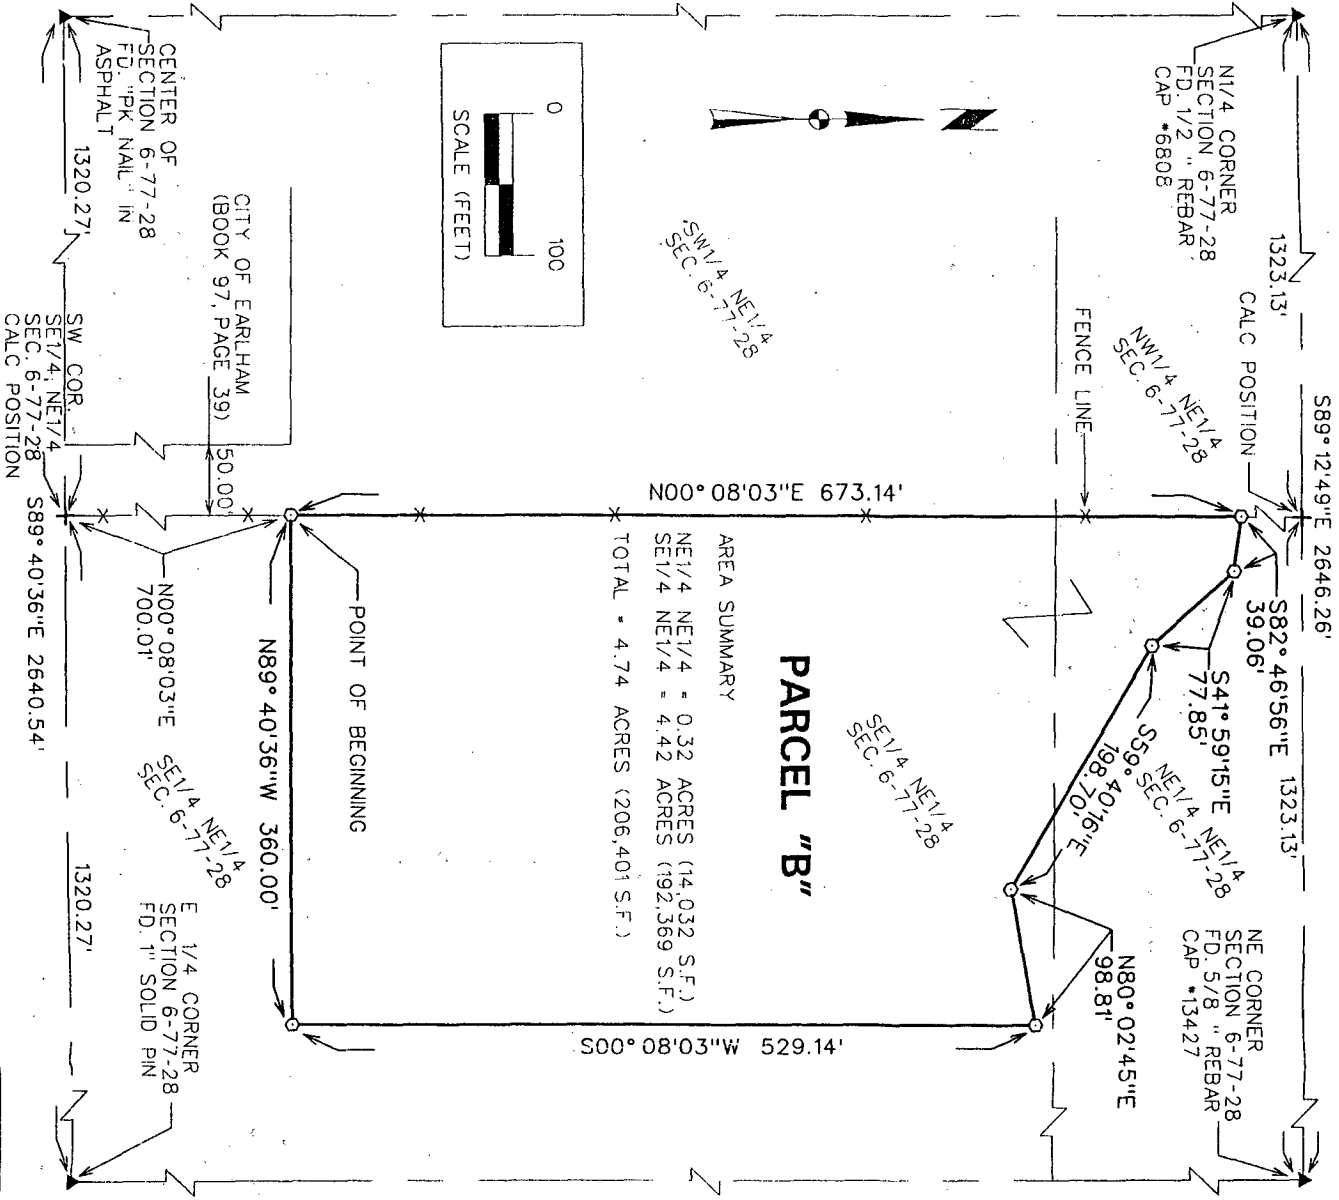 N1/4 CORNER
SECTION 6-77-28
FD. 1/2 " REBAR
CAP *6808
1323.13'
CALC POSITION
S89°12'49"E 2646.26'
1323.13'
NE CORNER
SECTION 6-77-28
FD. 5/8 " REBAR
CAP *13427
NW1/4 NE1/4
SEC. 6-77-28
FENCE LINE
S82°46'56"E
39.06'
S41°59'15"E
77.85'
S59°40'16"E
198.70'
NE1/4 NE1/4
SEC. 6-77-28
N80°02'45"E
98.81'
SW1/4 NE1/4
SEC. 6-77-28
N00°08'03"E 673.14'
SE1/4 NE1/4
SEC. 6-77-28
PARCEL "B"
AREA SUMMARY
NE1/4 NE1/4 = 0.32 ACRES (14,032 S.F.)
SE1/4 NE1/4 = 4.42 ACRES (192,369 S.F.)
TOTAL = 4.74 ACRES (206,401 S.F.)
S00°08'03"W 529.14'
0 100
SCALE (FEET)
POINT OF BEGINNING
N89°40'36"W 360.00'
CITY OF EARLHAM
(BOOK 97, PAGE 39)
50.00'
N00°08'03"E
700.01'
SE1/4 NE1/4
SEC. 6-77-28
E 1/4 CORNER
SECTION 6-77-28
FD. 1" SOLID PIN
CENTER OF
SECTION 6-77-28
FD. "PK NAIL" IN
ASPHALT
1320.27'
SW COR.
SE1/4, NE1/4
SEC. 6-77-28
CALC POSITION
S89°40'36"E 2640.54'
1320.27'